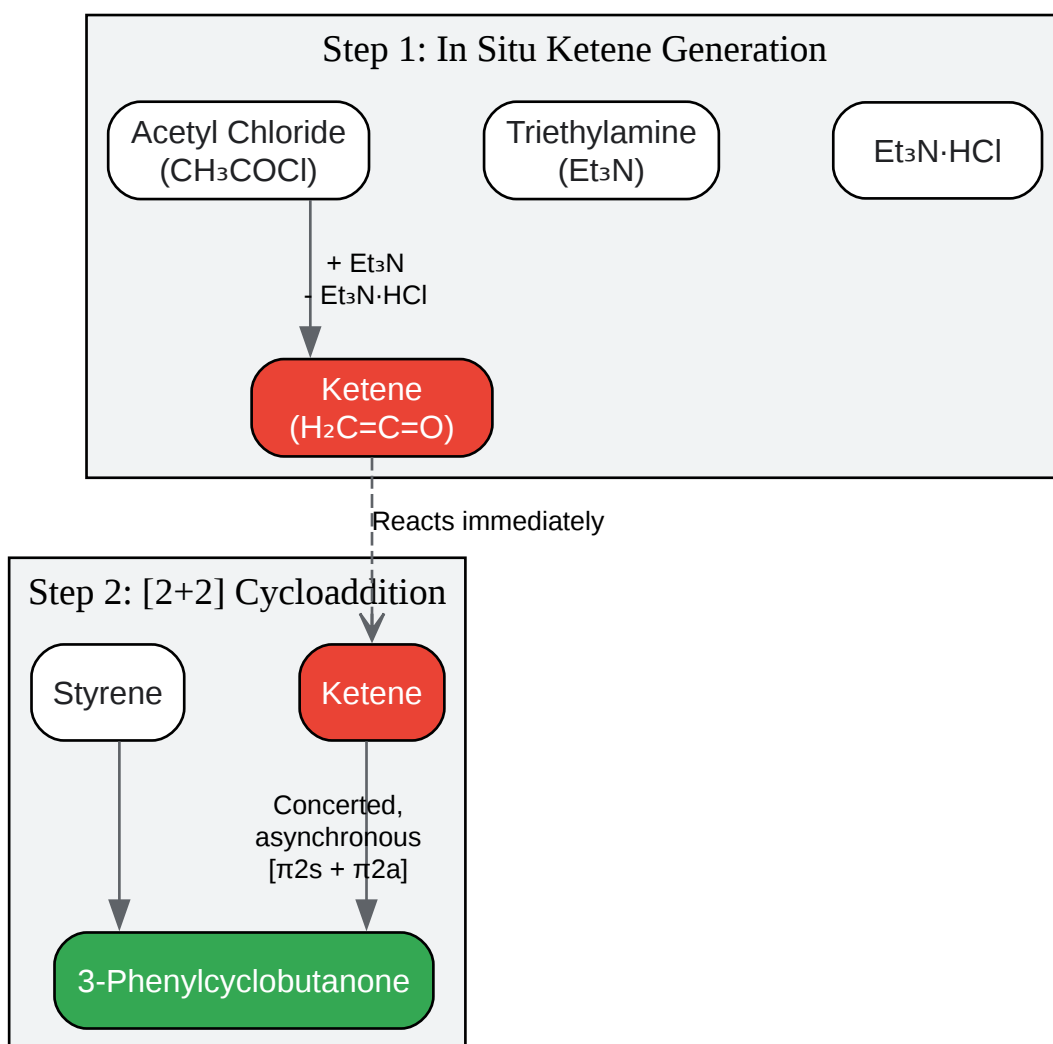 Step 1: In Situ Ketene Generation
Acetyl Chloride
(CH₃COCl)
Triethylamine
(Et₃N)
Et₃N·HCl
+ Et₃N
- Et₃N·HCl
Ketene
(H₂C=C=O)
Reacts immediately
Step 2: [2+2] Cycloaddition
Styrene
Ketene
Concerted,
asynchronous
[π2s + π2a]
3-Phenylcyclobutanone